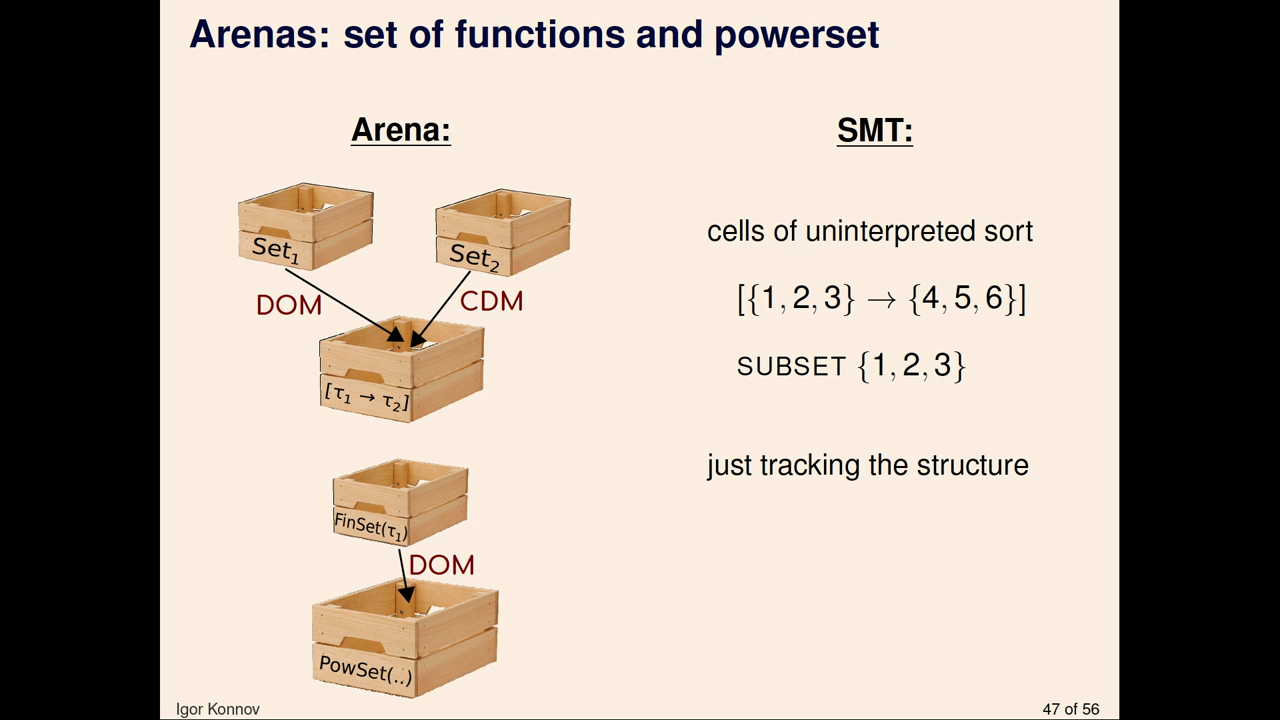 Arenas: set of functions and powerset
Arena:
Set₁
Set₂
DOM
CDM
[τ₁ → τ₂]
FinSet(τ₁)
DOM
PowSet(..)
SMT:
cells of uninterpreted sort
[{1, 2, 3} → {4, 5, 6}]
SUBSET {1, 2, 3}
just tracking the structure
Igor Konnov
47 of 56